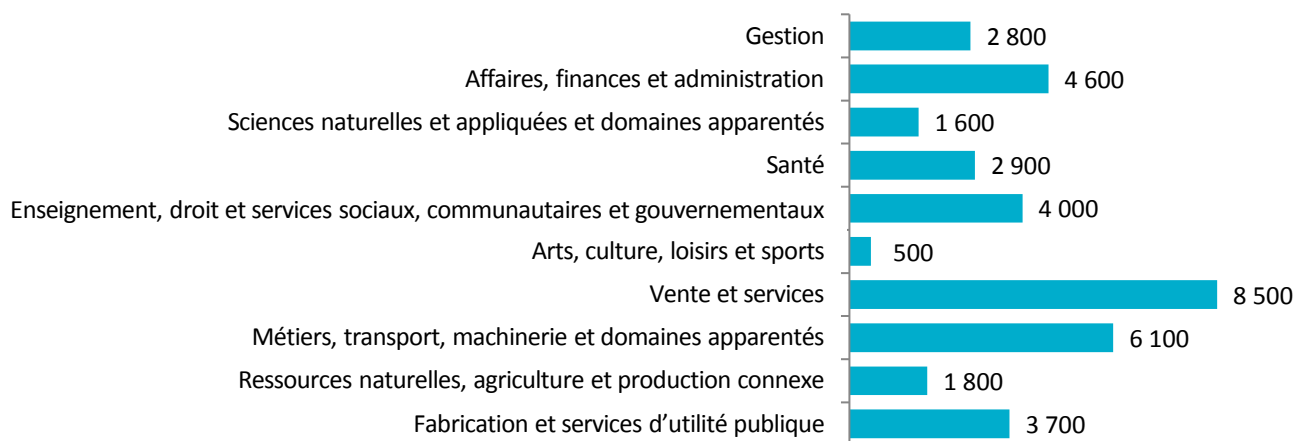 Gestion 2 800
Affaires, finances et administration 4 600
Sciences naturelles et appliquées et domaines apparentés 1 600
Santé 2 900
Enseignement, droit et services sociaux, communautaires et gouvernementaux 4 000
Arts, culture, loisirs et sports 500
Vente et services 8 500
Métiers, transport, machinerie et domaines apparentés 6 100
Ressources naturelles, agriculture et production connexe 1 800
Fabrication et services d’utilité publique 3 700